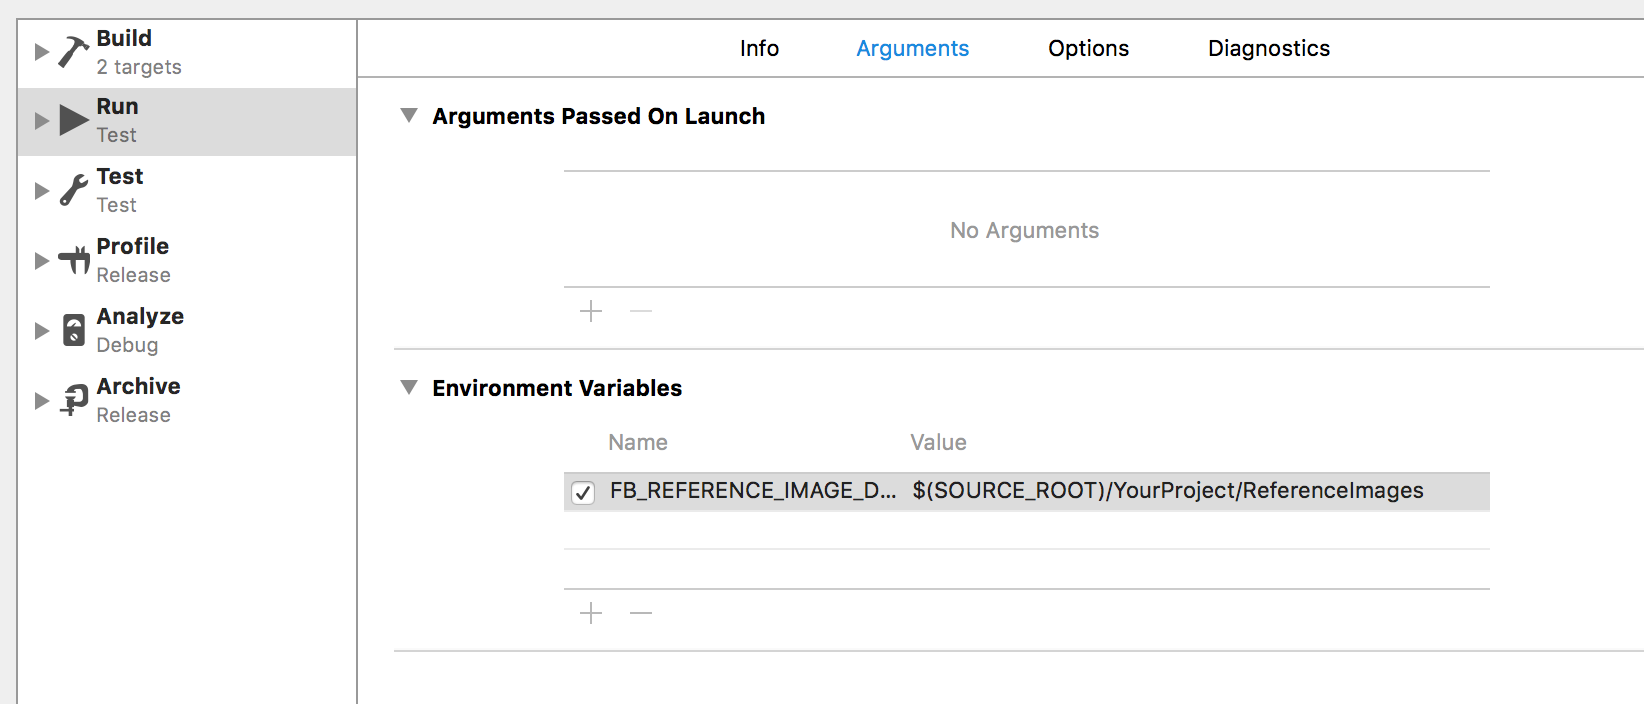 Build
2 targets
Run
Test
Test
Test
Profile
Release
Analyze
Debug
Archive
Release
Info Arguments Options Diagnostics
Arguments Passed On Launch
No Arguments
Environment Variables
Name Value
FB_REFERENCE_IMAGE_D... $(SOURCE_ROOT)/YourProject/ReferenceImages